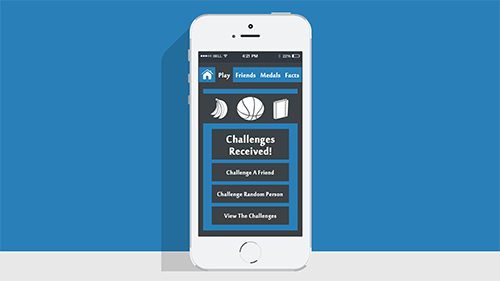 BELL 4:21 PM 22%
Play Friends Medals Facts
Challenges
Received!
Challenge A Friend
Challenge Random Person
View The Challenges